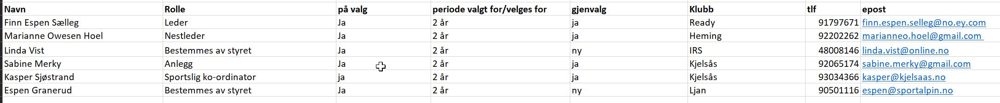 Navn Rolle på valg periode valgt for/velges for gjenvalg Klubb tlf epost
Finn Espen Sælleg Leder Ja 2 år ja Ready 91797671 finn.espen.selleg@no.ey.com
Marianne Owesen Hoel Nestleder Ja 2 år ja Heming 92202262 marianneo.hoel@gmail.com
Linda Vist Bestemmes av styret Ja 2 år ny IRS 48008146 linda.vist@online.no
Sabine Merky Anlegg Ja 2 år ja Kjelsås 92065174 sabine.merky@gmail.com
Kasper Sjøstrand Sportslig ko-ordinator ja 2 år ja Kjelsås 93034366 kasper@kjelsaas.no
Espen Granerud Bestemmes av styret Ja 2 år ny Ljan 90501116 espen@sportalpin.no